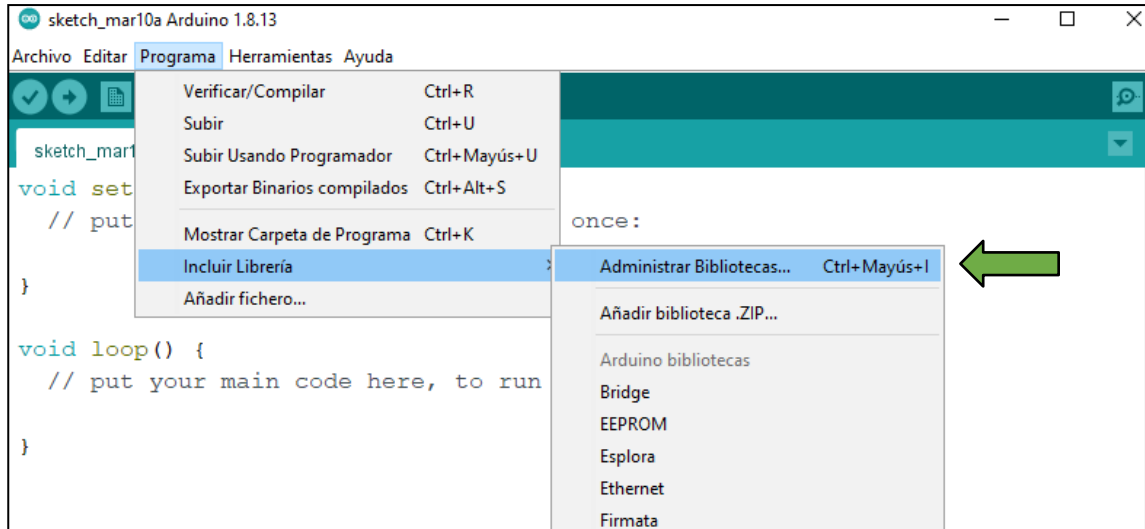 sketch_mar10a Arduino 1.8.13
Archivo Editar Programa Herramientas Ayuda
Verificar/Compilar Ctrl+R
Subir Ctrl+U
sketch_mar1
Subir Usando Programador Ctrl+Mayús+U
void set
Exportar Binarios compilados Ctrl+Alt+S
// put
once:
Mostrar Carpeta de Programa Ctrl+K
Incluir Librería
Administrar Bibliotecas... Ctrl+Mayús+I
}
Añadir fichero...
Añadir biblioteca .ZIP...
void loop() {
Arduino bibliotecas
// put your main code here, to run
Bridge
EEPROM
}
Esplora
Ethernet
Firmata